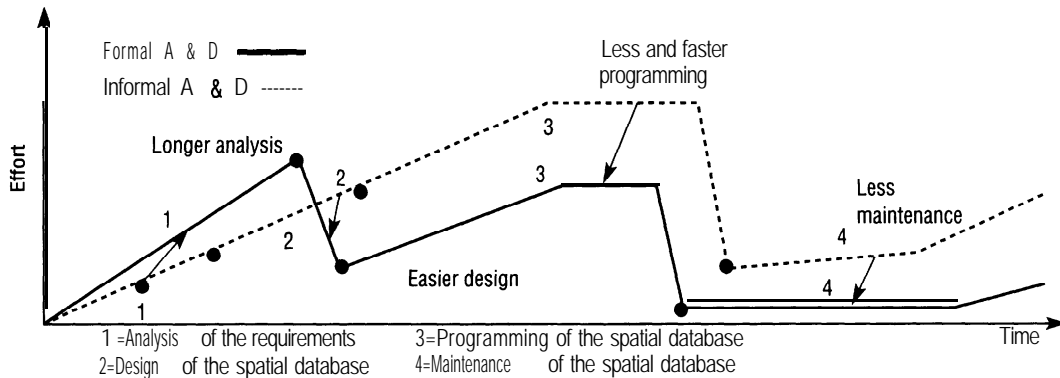 Formal A & D
Informal A & D
Less and faster
programming
Longer analysis
Effort
1
2
3
3
2
1
Less
maintenance
4
4
Easier design
Time
1 =Analysis of the requirements 3=Programming of the spatial database
2=Design of the spatial database 4=Maintenance of the spatial database